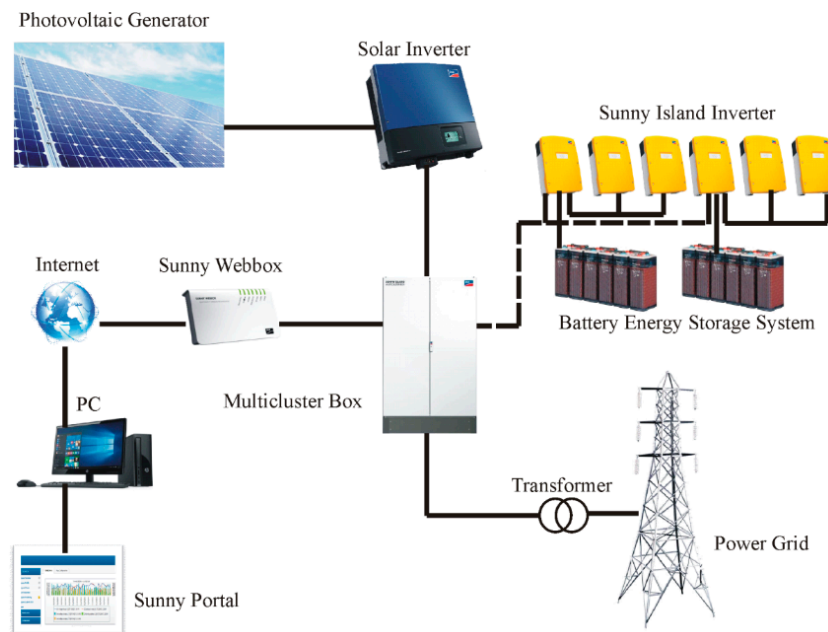 Photovoltaic Generator
Solar Inverter
Sunny Island Inverter
Internet
Sunny Webbox
Battery Energy Storage System
PC
Multicluster Box
Transformer
Power Grid
Sunny Portal